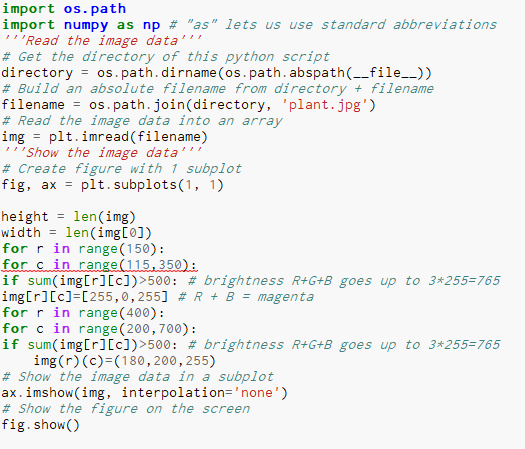 import os.path
import numpy as np # "as" lets us use standard abbreviations
'''Read the image data'''
# Get the directory of this python script
directory = os.path.dirname(os.path.abspath(__file__))
# Build an absolute filename from directory + filename
filename = os.path.join(directory, 'plant.jpg')
# Read the image data into an array
img = plt.imread(filename)
'''Show the image data'''
# Create figure with 1 subplot
fig, ax = plt.subplots(1, 1)

height = len(img)
width = len(img[0])
for r in range(150):
for c in range(115,350):
if sum(img[r][c])>500: # brightness R+G+B goes up to 3*255=765
img[r][c]=[255,0,255] # R + B = magenta
for r in range(400):
for c in range(200,700):
if sum(img[r][c])>500: # brightness R+G+B goes up to 3*255=765
    img(r)(c)=(180,200,255)
# Show the image data in a subplot
ax.imshow(img, interpolation='none')
# Show the figure on the screen
fig.show()